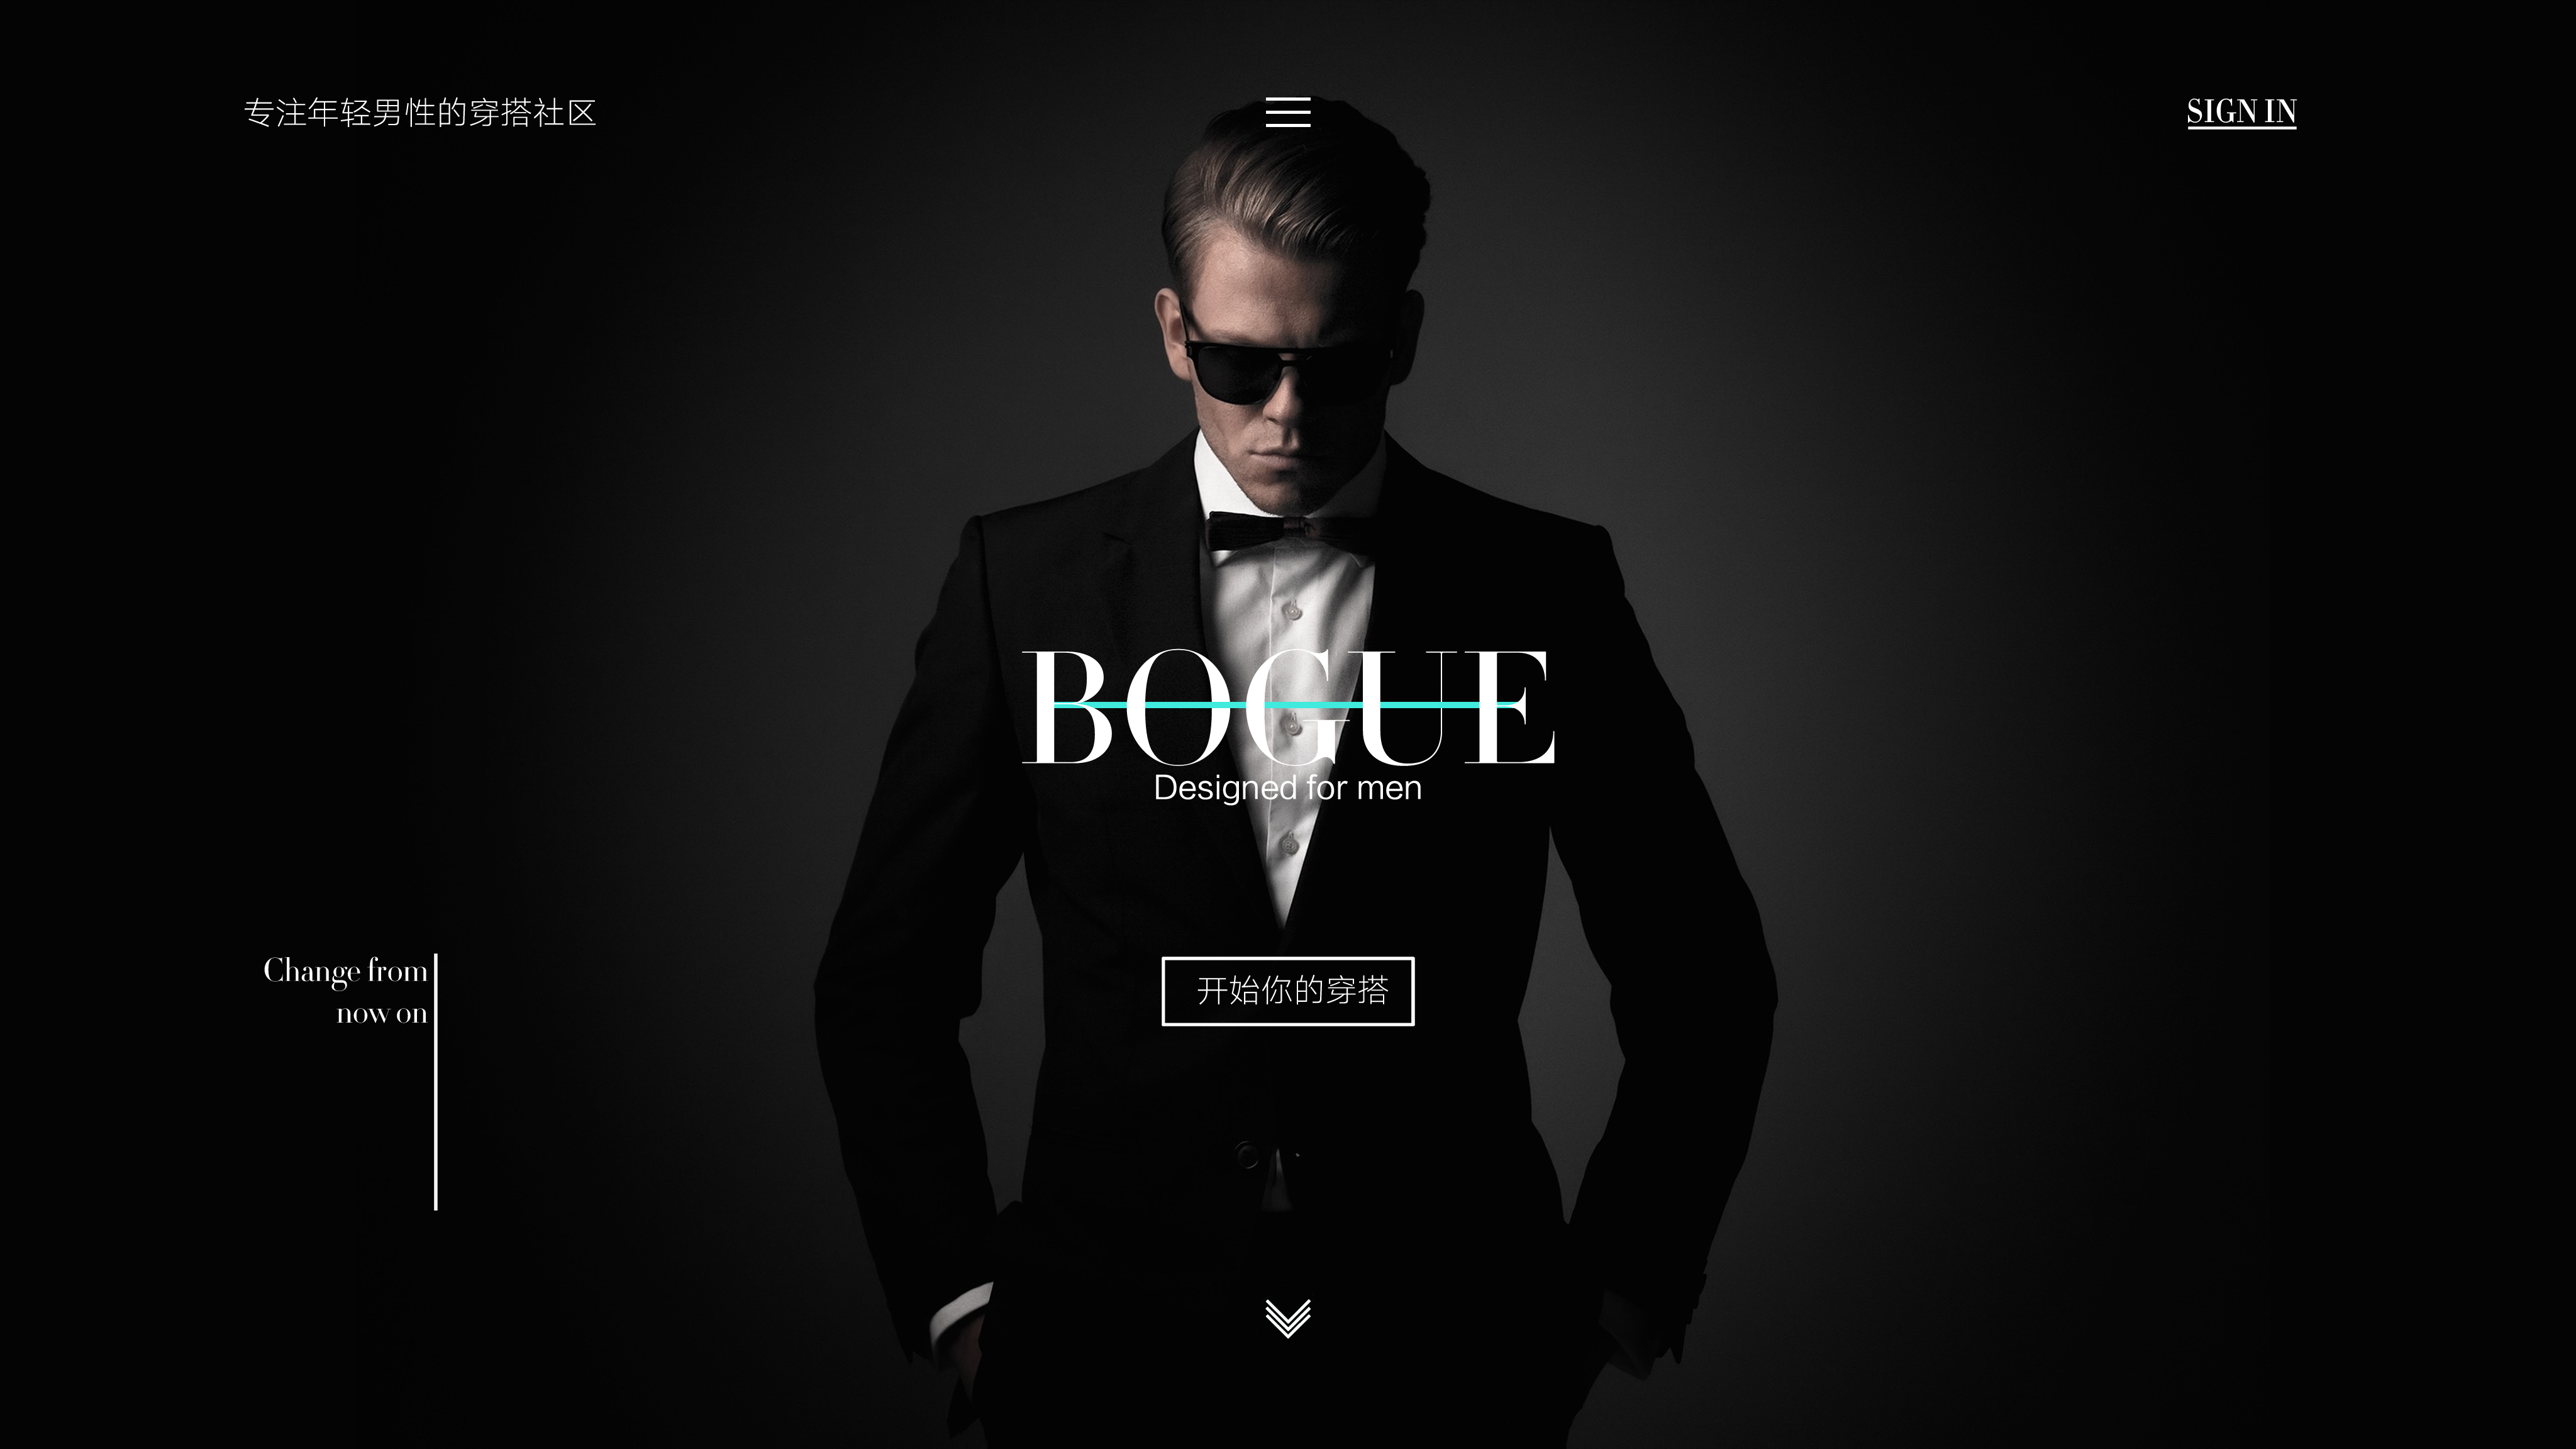 专注年轻男性的穿搭社区
SIGN IN
BOGUE
Designed for men
Change from
now on
开始你的穿搭